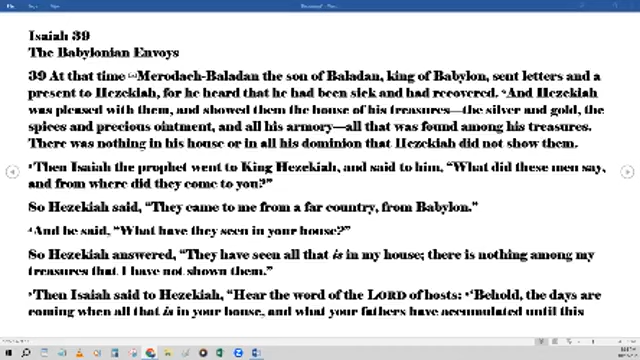 Isaiah 39
The Babylonian Envoys
39 At that time Merodach-Baladan the son of Baladan, king of Babylon, sent letters and a
present to Hezekiah, for he heard that he had been sick and had recovered. And Hezekiah
was pleased with them, and showed them the house of his treasures—the silver and gold, the
spices and precious ointment, and all his armory—all that was found among his treasures.
There was nothing in his house or in all his dominion that Hezekiah did not show them.
Then Isaiah the prophet went to King Hezekiah, and said to him, “What did these men say,
and from where did they come to you?”
So Hezekiah said, “They came to me from a far country, from Babylon.”
And he said, “What have they seen in your house?”
So Hezekiah answered, “They have seen all that is in my house; there is nothing among my
treasures that I have not shown them.”
Then Isaiah said to Hezekiah, “Hear the word of the LORD of hosts: ‘Behold, the days are
coming when all that is in your house, and what your fathers have accumulated until this